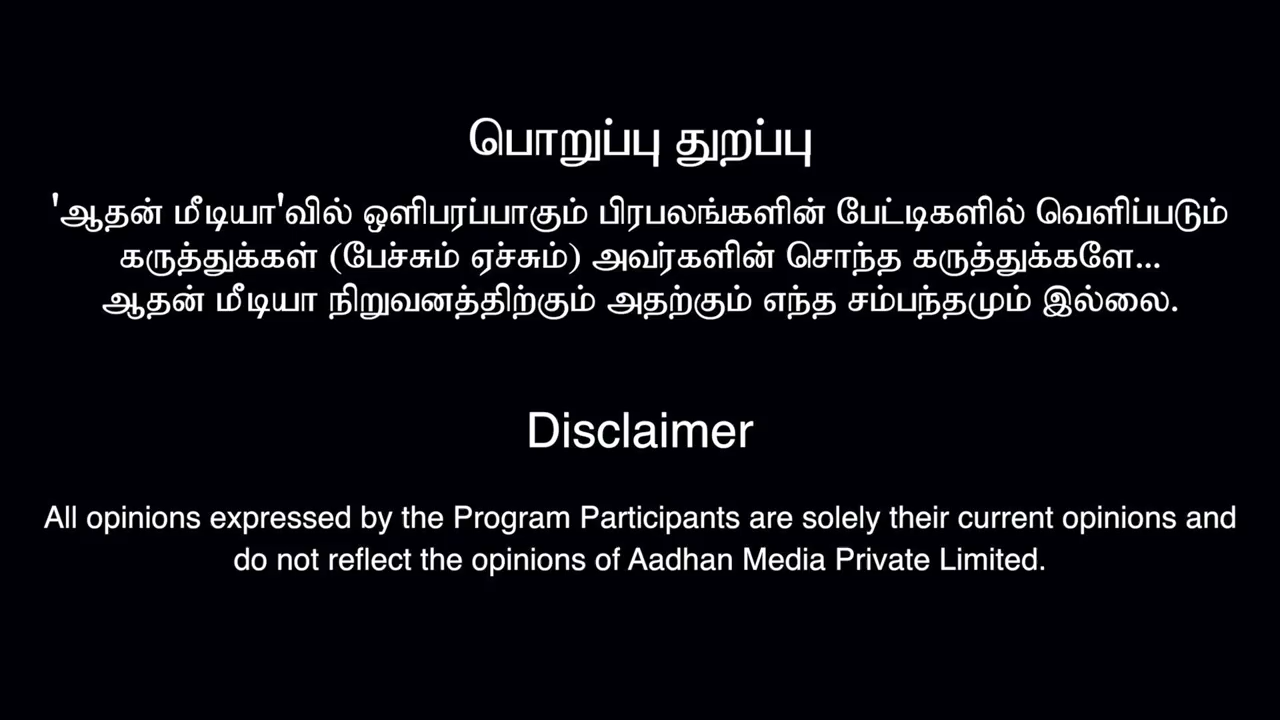 பொறுப்பு துறப்பு
'ஆதன் மீடியா'வில் ஒளிபரப்பாகும் பிரபலங்களின் பேட்டிகளில் வெளிப்படும்
கருத்துக்கள் (பேச்சும் ஏச்சும்) அவர்களின் சொந்த கருத்துக்களே...
ஆதன் மீடியா நிறுவனத்திற்கும் அதற்கும் எந்த சம்பந்தமும் இல்லை.
Disclaimer
All opinions expressed by the Program Participants are solely their current opinions and
do not reflect the opinions of Aadhan Media Private Limited.